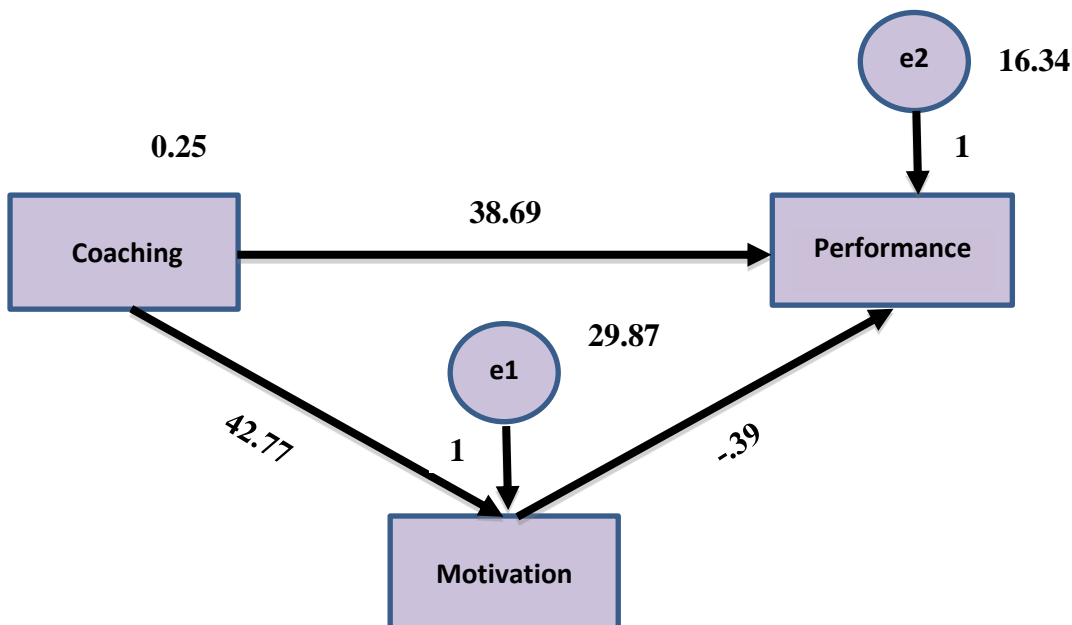 e2
16.34
0.25
1
38.69
Coaching
Performance
29.87
e1
42.77
1
-.39
Motivation